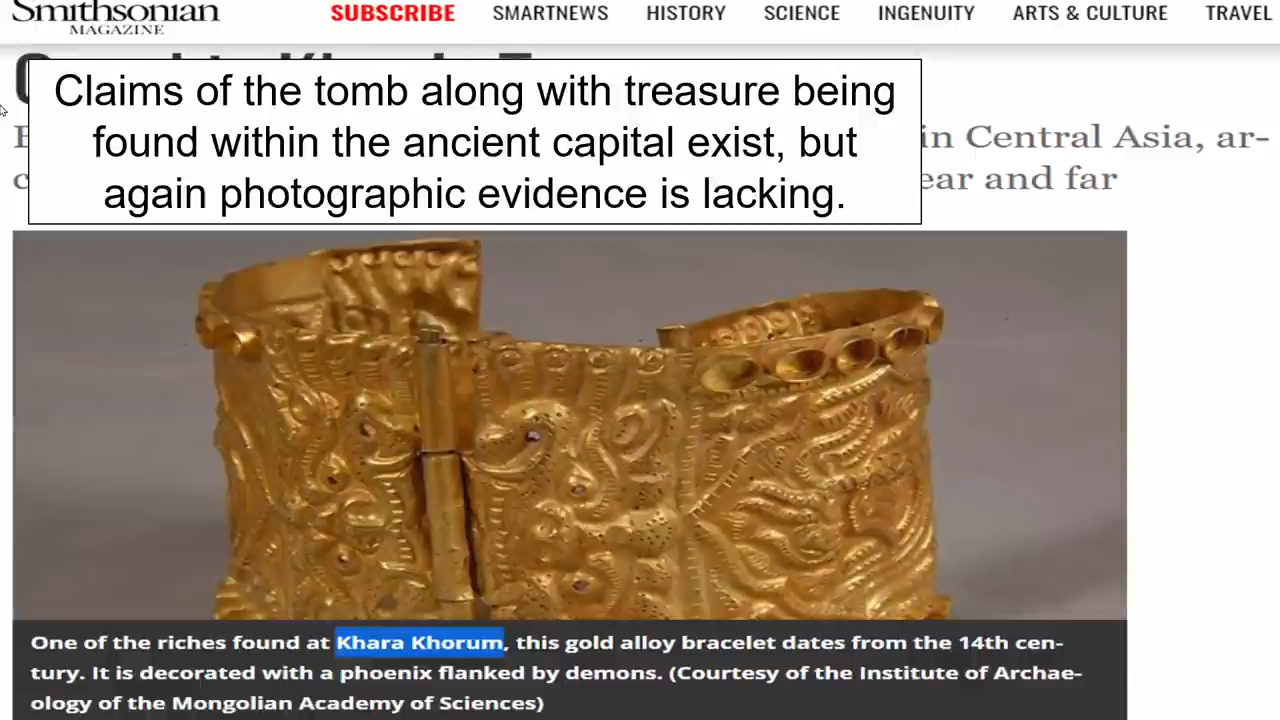 Smithsonian
MAGAZINE
SUBSCRIBE SMARTNEWS HISTORY SCIENCE INGENUITY ARTS & CULTURE TRAVEL
Claims of the tomb along with treasure being
found within the ancient capital exist, but
again photographic evidence is lacking.
in Central Asia, ar-
ear and far
One of the riches found at Khara Khorum, this gold alloy bracelet dates from the 14th cen-
tury. It is decorated with a phoenix flanked by demons. (Courtesy of the Institute of Archae-
ology of the Mongolian Academy of Sciences)